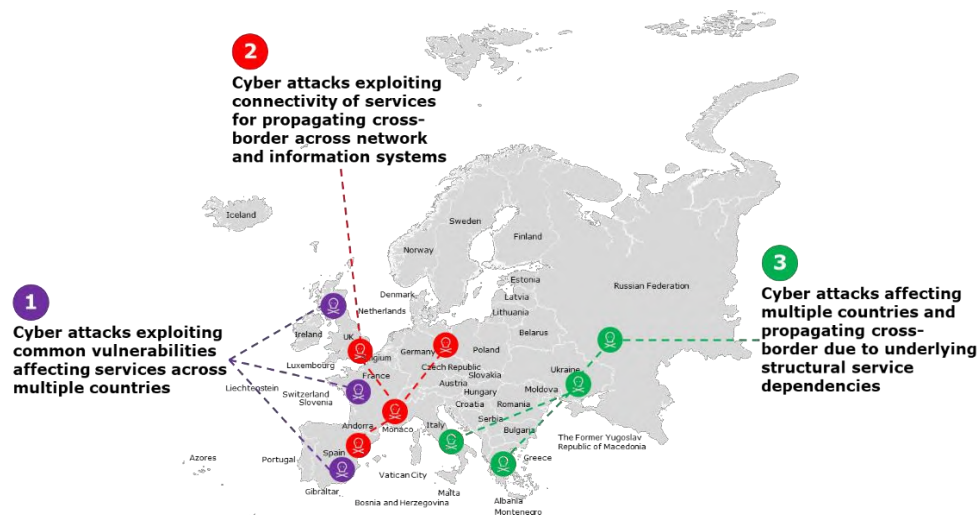 2
Cyber attacks exploiting
connectivity of services
for propagating cross-
border across network
and information systems
1
Cyber attacks exploiting
common vulnerabilities
affecting services across
multiple countries
3
Cyber attacks affecting
multiple countries and
propagating cross-
border due to underlying
structural service
dependencies
Iceland
Sweden
Norway
Finland
Estonia
Russian Federation
Denmark
Latvia
Netherlands
Lithuania
Ireland
UK
Belarus
Germany
Poland
Luxembourg
Czech Republic
France
Slovakia
Ukraine
Liechtenstein
Austria
Moldova
Switzerland
Hungary
Slovenia
Croatia
Romania
Serbia
Andorra
Monaco
Italy
Bulgaria
The Former Yugoslav
Republic of Macedonia
Azores
Portugal
Spain
Greece
Vatican City
Gibraltar
Malta
Bosnia and Herzegovina
Albania
Montenegro